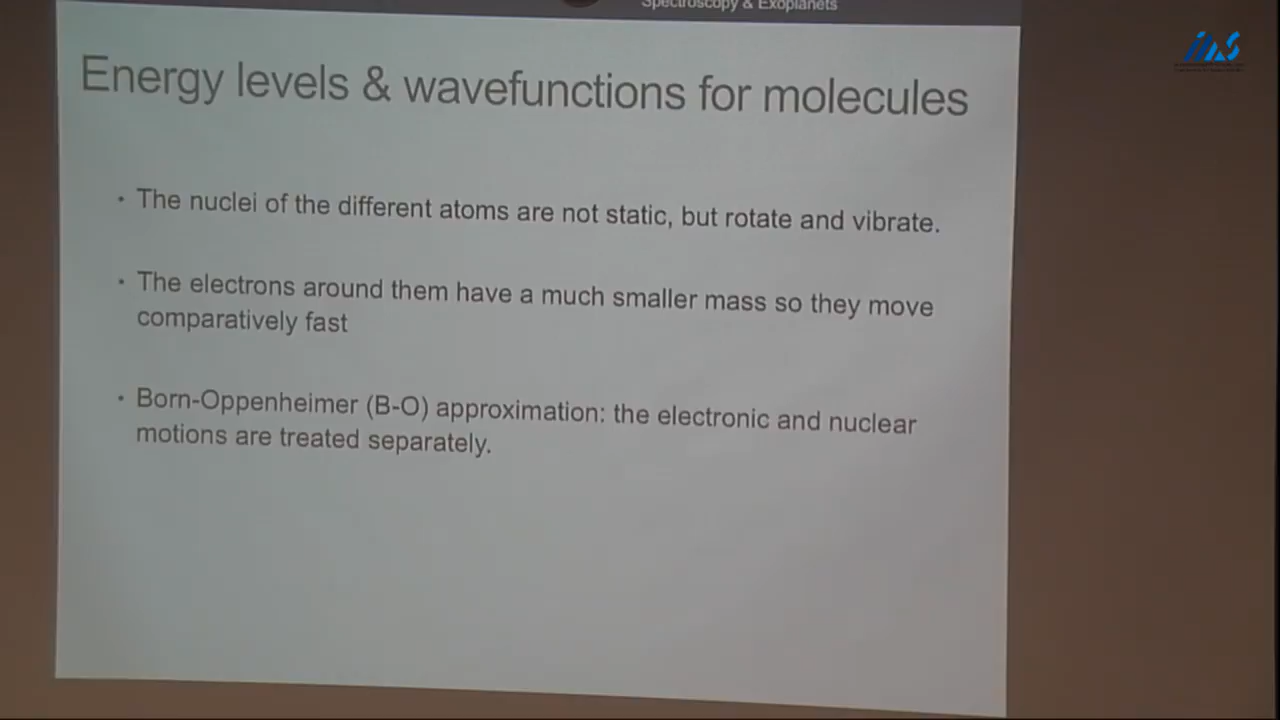 Spectroscopy & Exoplanets
Energy levels & wavefunctions for molecules
· The nuclei of the different atoms are not static, but rotate and vibrate.
· The electrons around them have a much smaller mass so they move
comparatively fast
· Born-Oppenheimer (B-O) approximation: the electronic and nuclear
motions are treated separately.